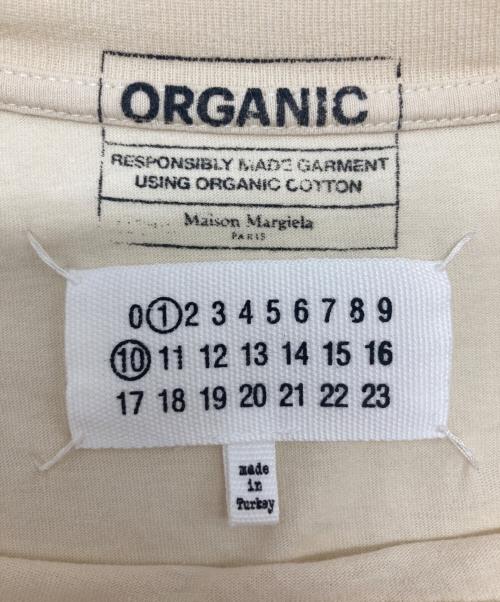 ORGANIC
RESPONSIBLY MADE GARMENT
USING ORGANIC COTTON
Maison Margiela
PARIS
0 1 2 3 4 5 6 7 8 9
10 11 12 13 14 15 16
17 18 19 20 21 22 23
made
in
Turkey